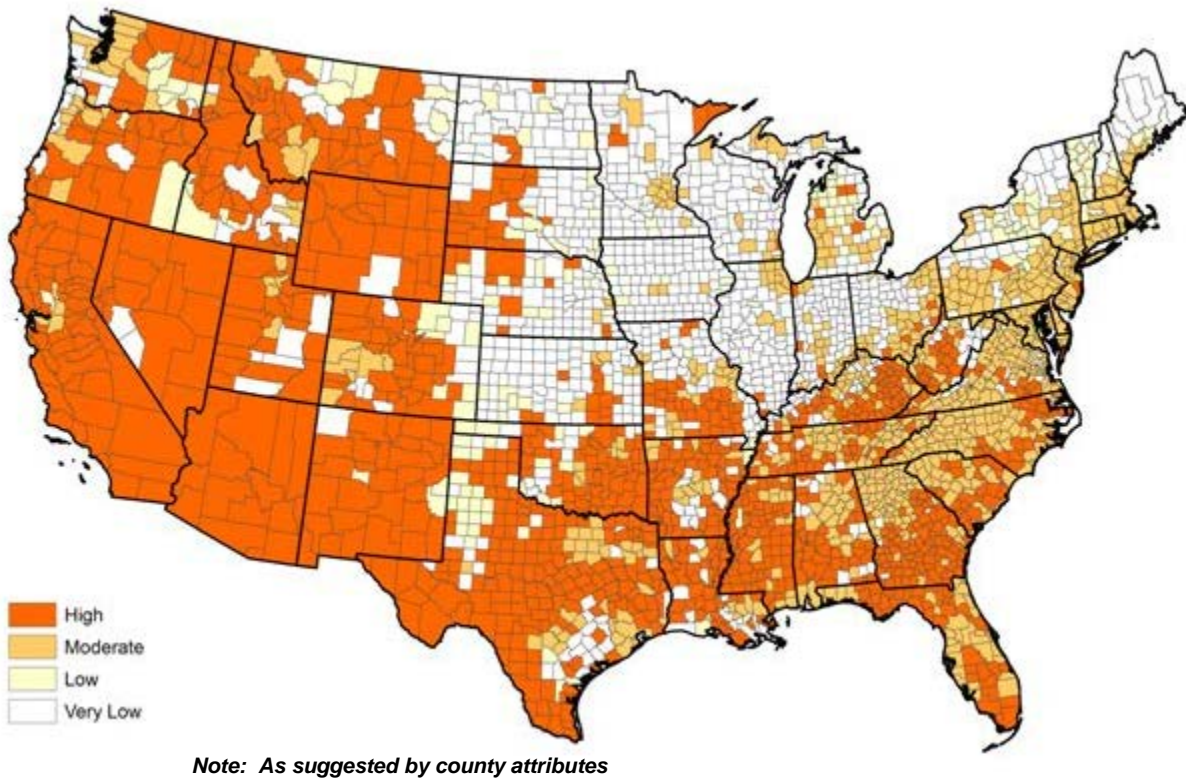 High
Moderate
Low
Very Low
Note: As suggested by county attributes